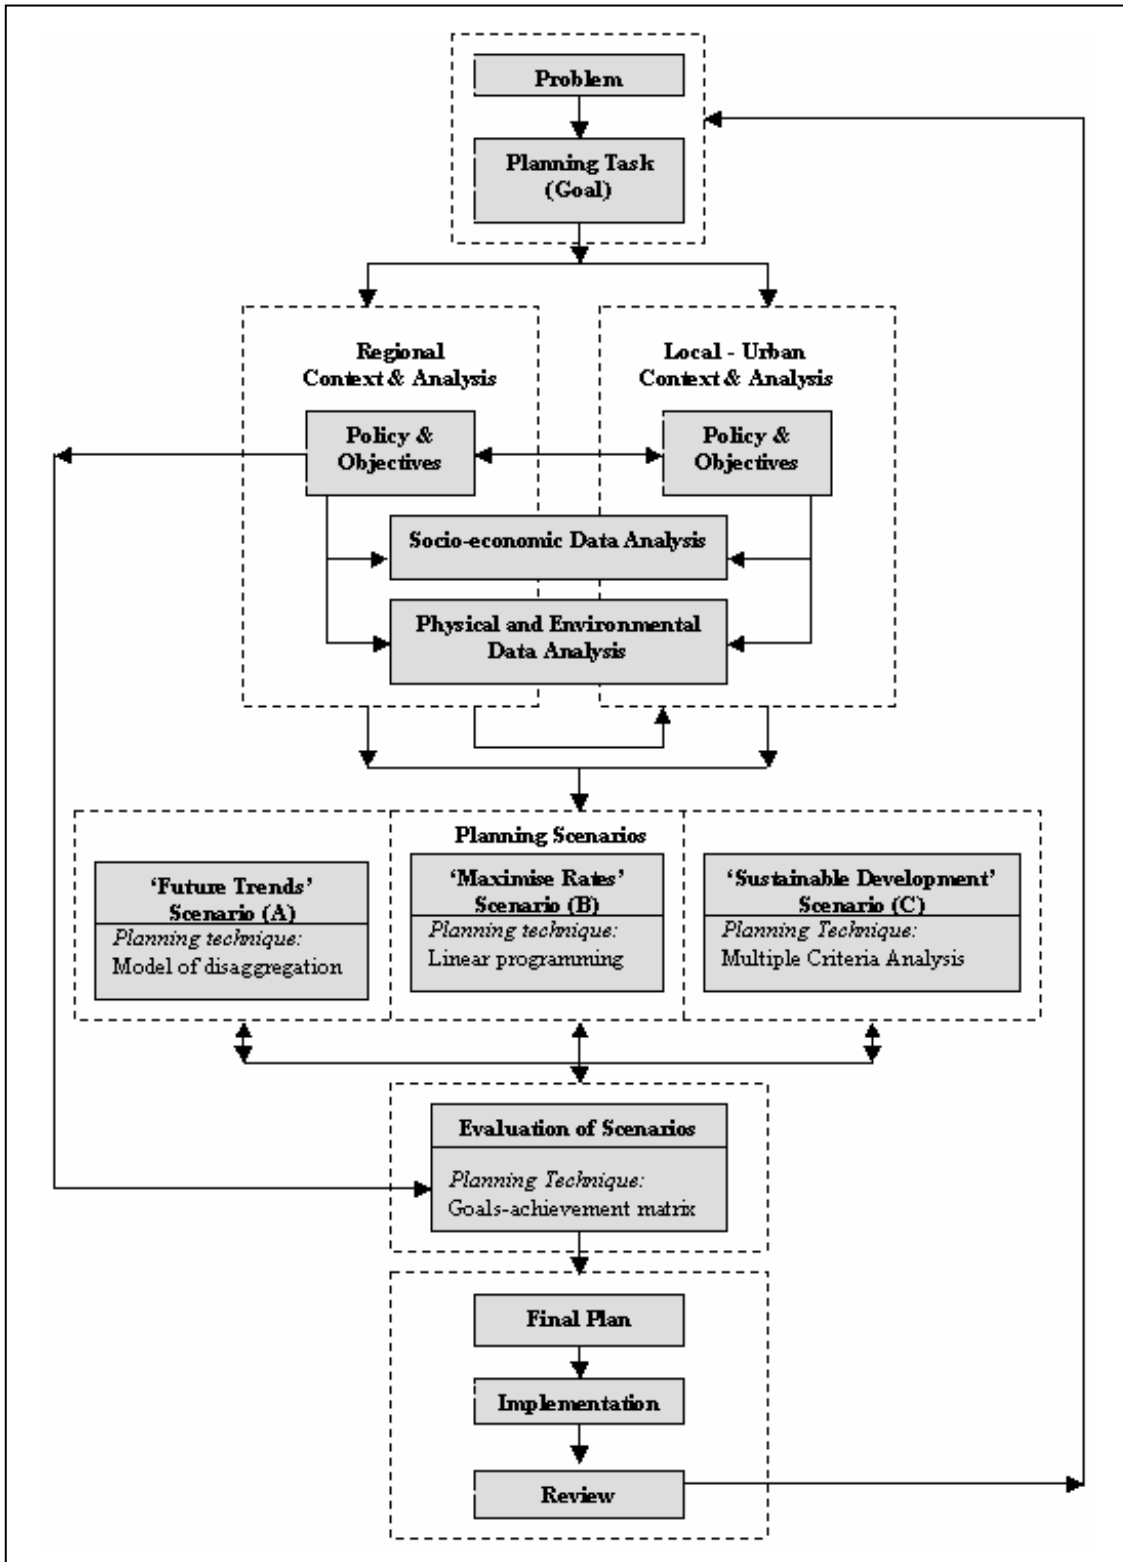 Problem
Planning Task
(Goal)
Regional
Context & Analysis
Local - Urban
Context & Analysis
Policy &
Objectives
Policy &
Objectives
Socio-economic Data Analysis
Physical and Environmental
Data Analysis
Planning Scenarios
‘Future Trends’
Scenario (A)
Planning technique:
Model of disaggregation
‘Maximise Rates’
Scenario (B)
Planning technique:
Linear programming
‘Sustainable Development’
Scenario (C)
Planning Technique:
Multiple Criteria Analysis
Evaluation of Scenarios
Planning Technique:
Goals-achievement matrix
Final Plan
Implementation
Review